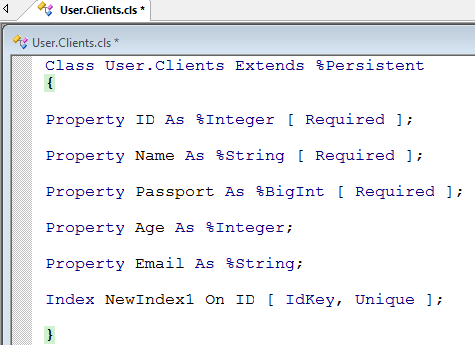 User.Clients.cls *
User.Clients.cls *
Class User.Clients Extends %Persistent
{
Property ID As %Integer [ Required ];
Property Name As %String [ Required ];
Property Passport As %BigInt [ Required ];
Property Age As %Integer;
Property Email As %String;
Index NewIndex1 On ID [ IdKey, Unique ];
}